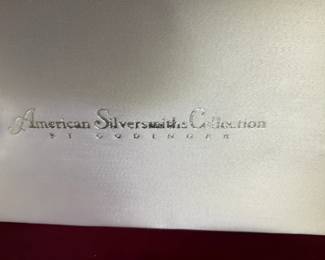 American Silversmiths Collection
BY GODINGER